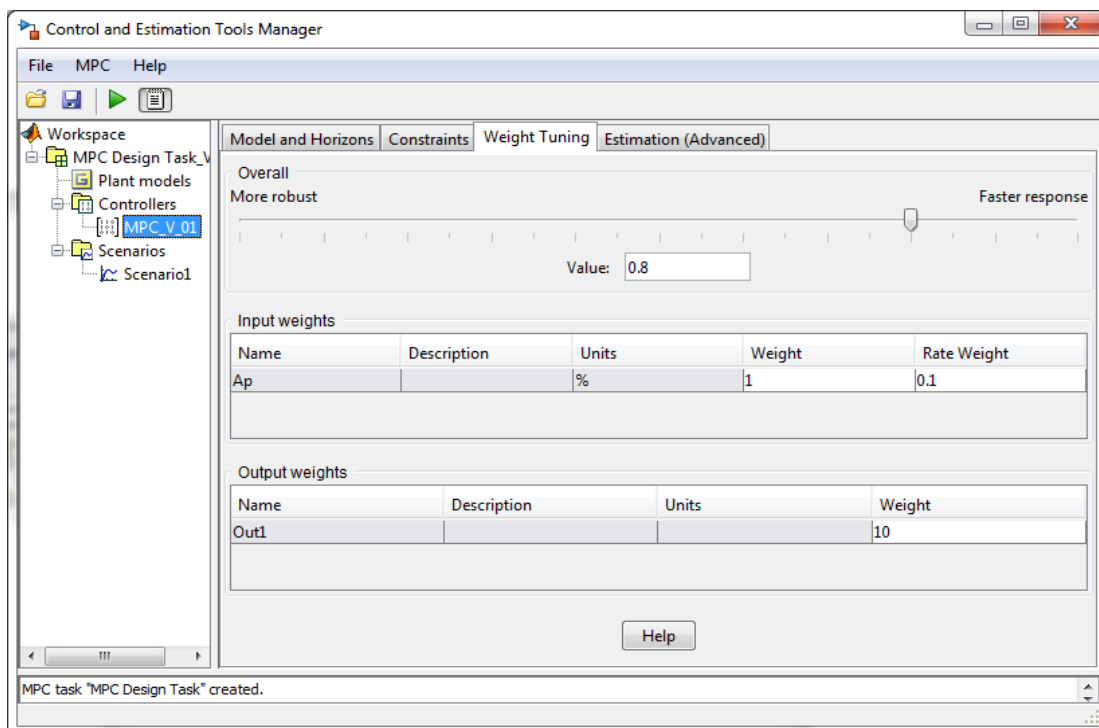 Control and Estimation Tools Manager
File MPC Help
Workspace
MPC Design Task_V
Plant models
Controllers
MPC_V_01
Scenarios
Scenario1
Model and Horizons Constraints Weight Tuning Estimation (Advanced)
Overall
More robust Faster response
Value: 0.8
Input weights
Name Description Units Weight Rate Weight
Ap % 1 0.1
Output weights
Name Description Units Weight
Out1 10
Help
MPC task "MPC Design Task" created.